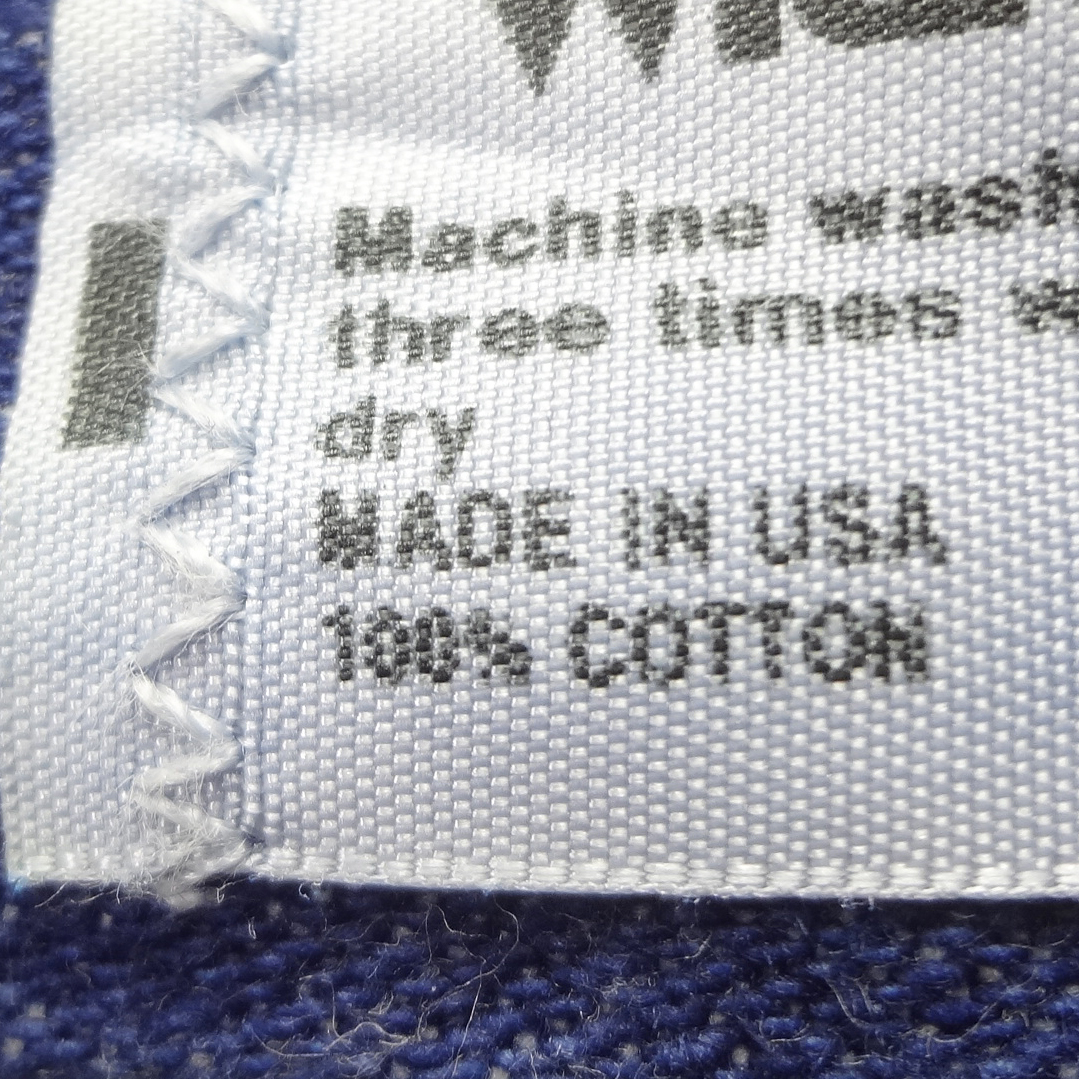 Machine wash
three times
dry
MADE IN USA
100% COTTON